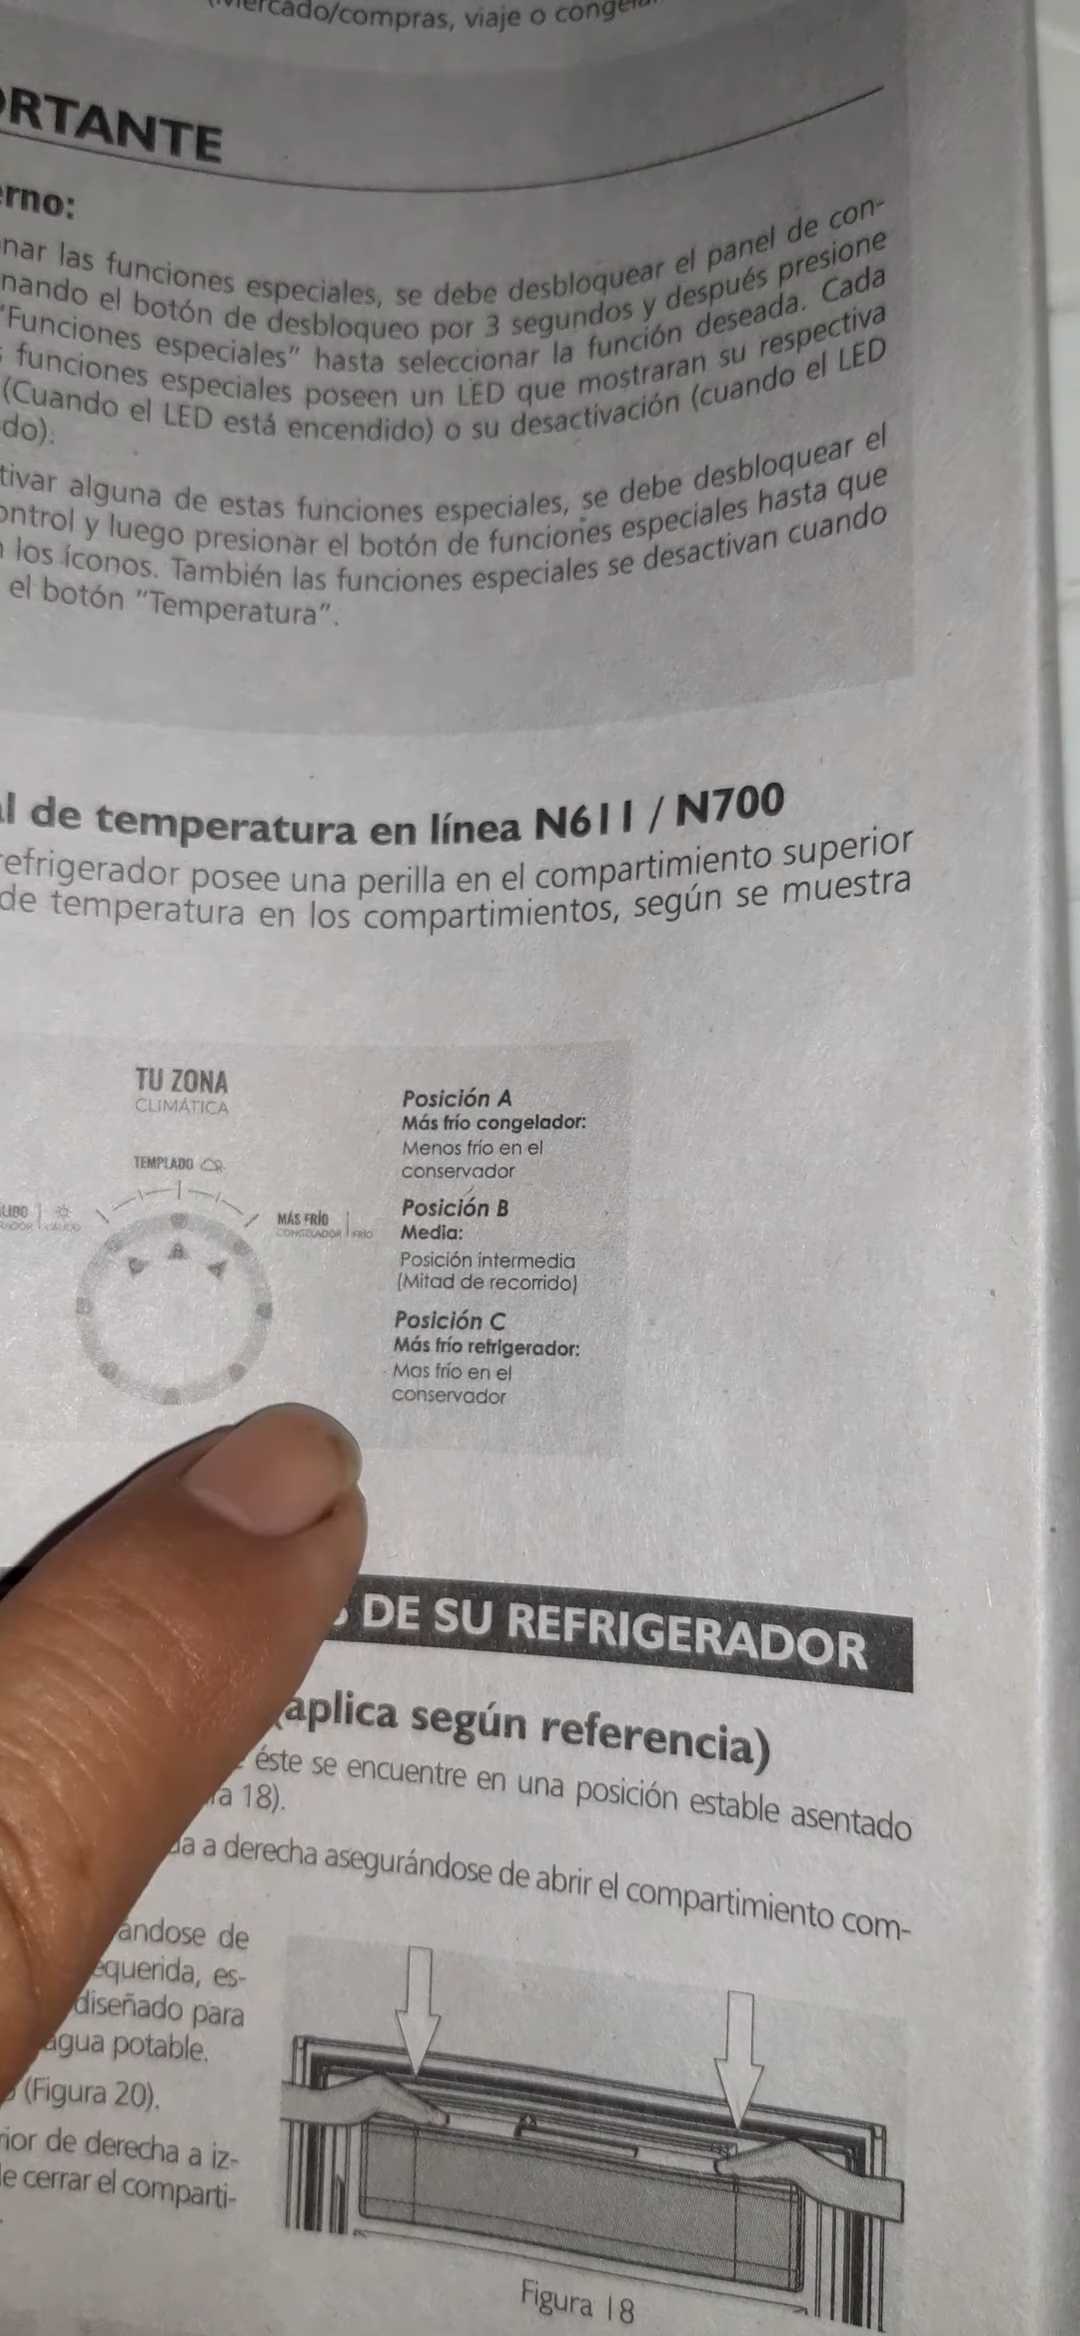 (Mercado/compras, viaje o
ORTANTE
erno:
nar las funciones especiales, se debe desbloquear el panel de con-
nando el botón de desbloqueo por 3 segundos y después presione
"Funciones especiales" hasta seleccionar la función deseada. Cada
s funciones especiales poseen un LED que mostraran su respectiva
(Cuando el LED está encendido) o su desactivación (cuando el LED
do).
tivar alguna de estas funciones especiales, se debe desbloquear el
ontrol y luego presionar el botón de funciones especiales hasta que
n los íconos. También las funciones especiales se desactivan cuando
el botón "Temperatura".
al de temperatura en línea N611 / N700
refrigerador posee una perilla en el compartimiento superior
de temperatura en los compartimientos, según se muestra
TU ZONA
CLIMÁTICA
TEMPLADO
MÁS FRÍO
CONGELADOR | FRÍO
Posición A
Más frío congelador:
Menos frío en el
conservador
Posición B
Media:
Posición intermedia
(Mitad de recorrido)
Posición C
Más frío refrigerador:
Mas frío en el
conservador
S DE SU REFRIGERADOR
(aplica según referencia)
e éste se encuentre en una posición estable asentado
ra 18).
da a derecha asegurándose de abrir el compartimiento com-
ándose de
equerida, es-
diseñado para
agua potable.
(Figura 20).
rior de derecha a iz-
de cerrar el comparti-
Figura 18